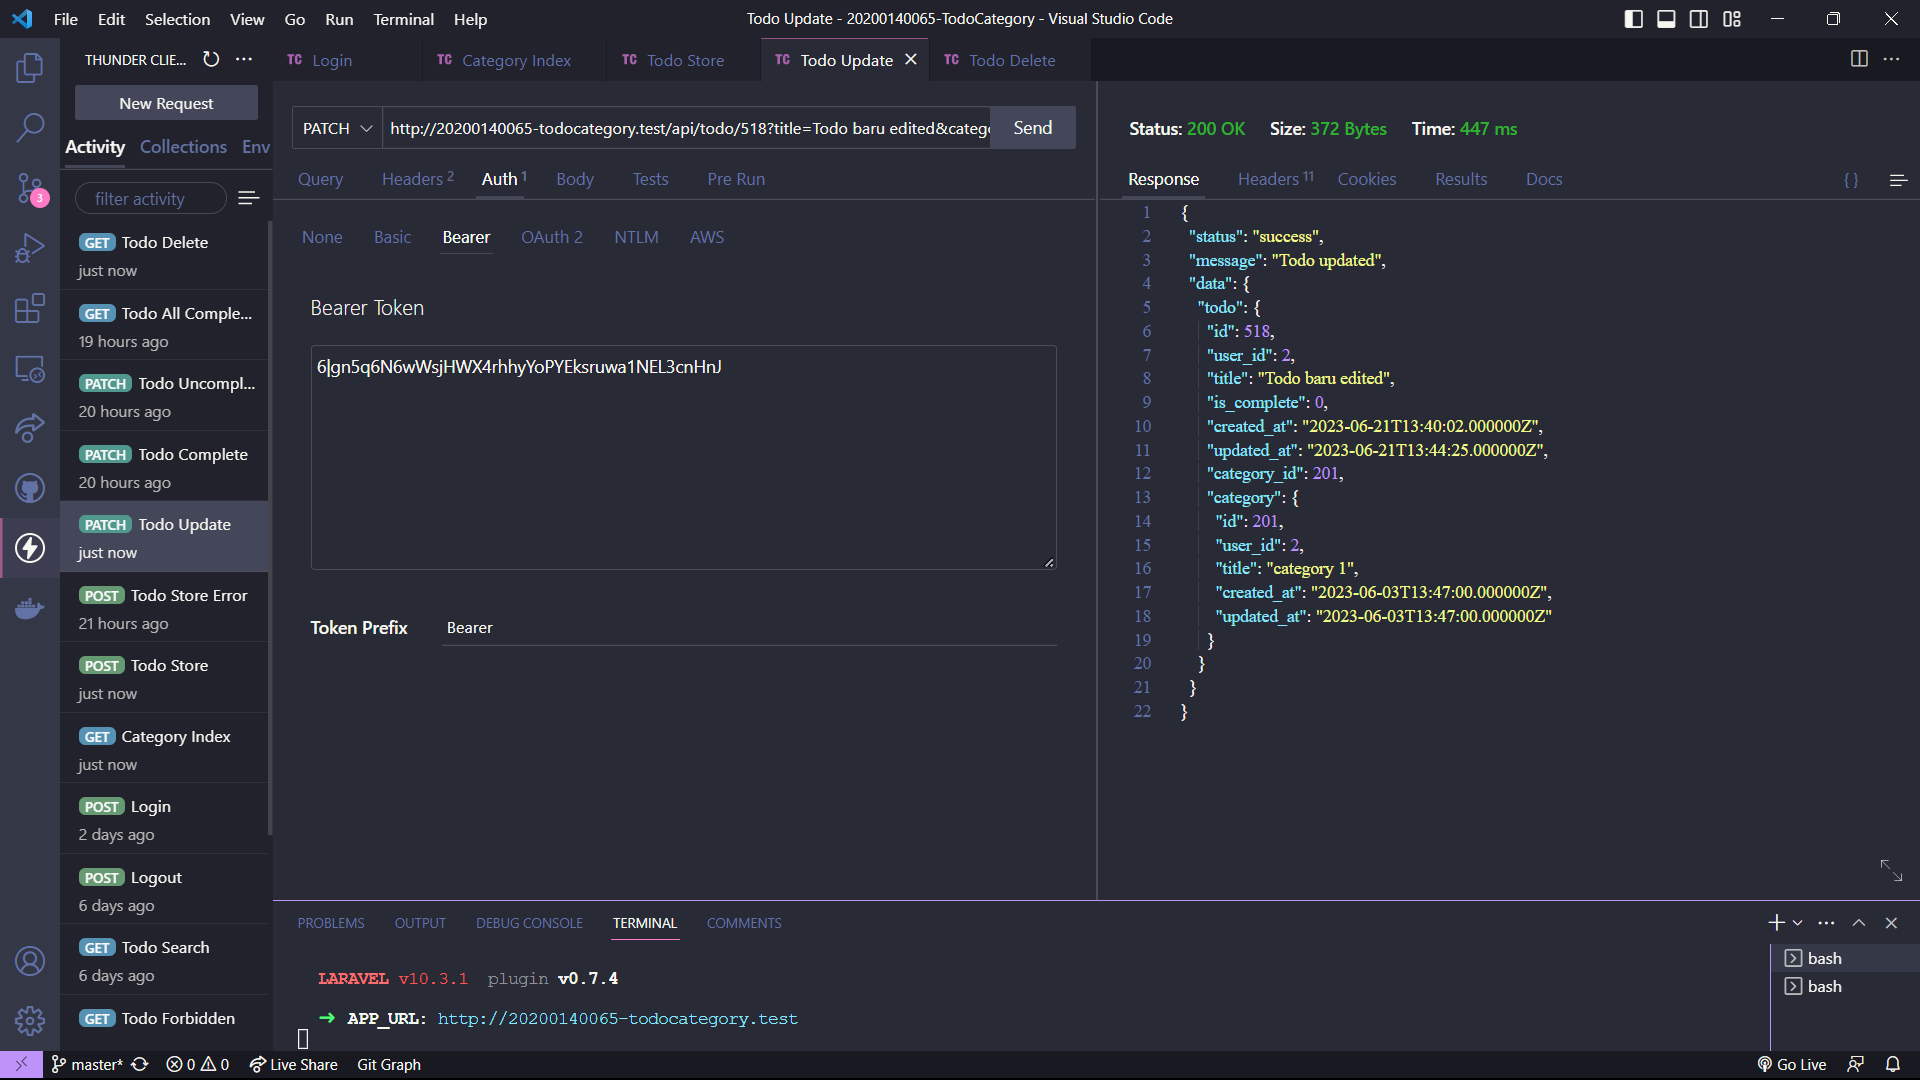 File Edit Selection View Go Run Terminal Help
Todo Update - 20200140065-TodoCategory - Visual Studio Code
THUNDER CLIE...
TC Login
TC Category Index
TC Todo Store
TC Todo Update
TC Todo Delete
New Request
Activity Collections Env
filter activity
GET Todo Delete
just now
GET Todo All Comple...
19 hours ago
PATCH Todo Uncompl...
20 hours ago
PATCH Todo Complete
20 hours ago
PATCH Todo Update
just now
POST Todo Store Error
21 hours ago
POST Todo Store
just now
GET Category Index
just now
POST Login
2 days ago
POST Logout
6 days ago
GET Todo Search
6 days ago
GET Todo Forbidden
3
PATCH
http://20200140065-todocategory.test/api/todo/518?title=Todo baru edited&catego
Send
Query Headers 2 Auth 1 Body Tests Pre Run
None Basic Bearer OAuth 2 NTLM AWS
Bearer Token
6|gn5q6N6wWsjHWX4rhhyYoPYEksruwa1NEL3cnHnJ
Token Prefix Bearer
Status: 200 OK Size: 372 Bytes Time: 447 ms
Response Headers 11 Cookies Results Docs
{ }
1 {
2 "status": "success",
3 "message": "Todo updated",
4 "data": {
5 "todo": {
6 "id": 518,
7 "user_id": 2,
8 "title": "Todo baru edited",
9 "is_complete": 0,
10 "created_at": "2023-06-21T13:40:02.000000Z",
11 "updated_at": "2023-06-21T13:44:25.000000Z",
12 "category_id": 201,
13 "category": {
14 "id": 201,
15 "user_id": 2,
16 "title": "category 1",
17 "created_at": "2023-06-03T13:47:00.000000Z",
18 "updated_at": "2023-06-03T13:47:00.000000Z"
19 }
20 }
21 }
22 }
PROBLEMS OUTPUT DEBUG CONSOLE TERMINAL COMMENTS
LARAVEL v10.3.1 plugin v0.7.4
➜ APP_URL: http://20200140065-todocategory.test
bash
bash
master* 0 0 Live Share Git Graph
Go Live